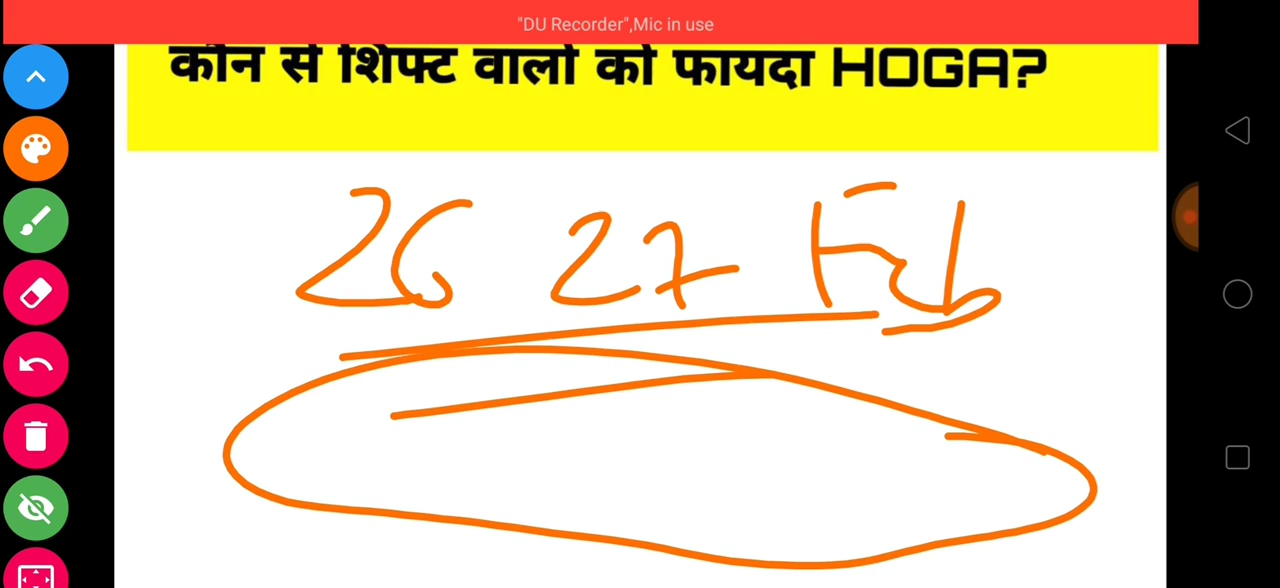 "DU Recorder",Mic in use
कौन से शिफ्ट वालो को फायदा HOGA?
26 27 Feb